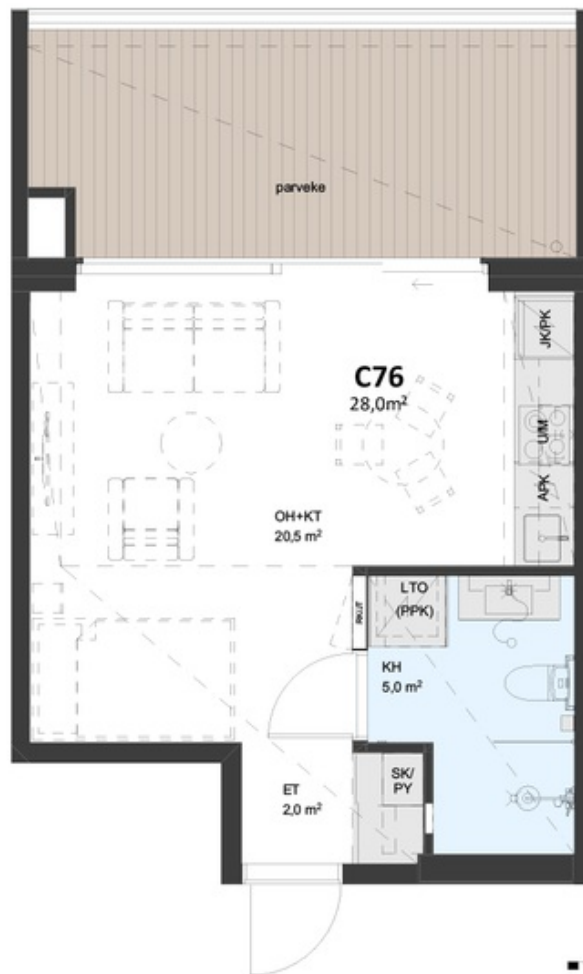 parveke
C76
28,0m²
JK/PK
U/M
APK
OH+KT
20,5 m²
LTO
(PPK)
KH
5,0 m²
SK/
PY
ET
2,0 m²